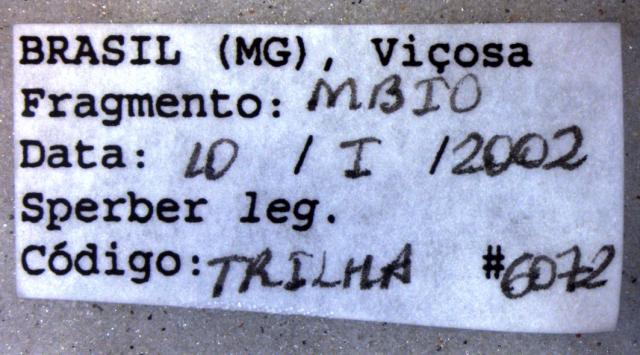 BRASIL (MG), Viçosa
Fragmento: MBIO
Data: 10 / I /2002
Sperber leg.
Código: TRILHA #6072